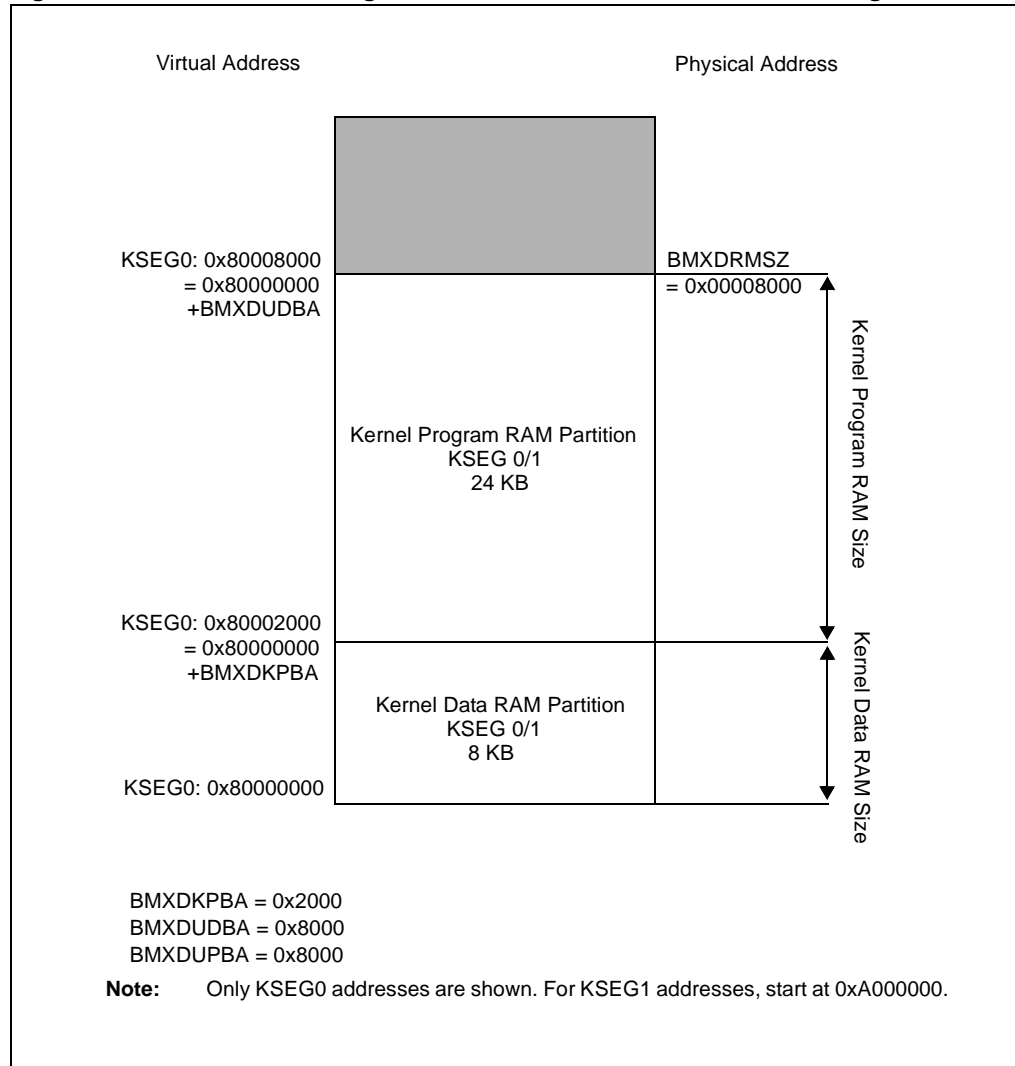 Virtual Address
Physical Address
KSEG0: 0x80008000
= 0x80000000
+BMXDUDBA
BMXDRMSZ
= 0x00008000
Kernel Program RAM Size
Kernel Program RAM Partition
KSEG 0/1
24 KB
KSEG0: 0x80002000
= 0x80000000
+BMXDKPBA
Kernel Data RAM Size
Kernel Data RAM Partition
KSEG 0/1
8 KB
KSEG0: 0x80000000
BMXDKPBA = 0x2000
BMXDUDBA = 0x8000
BMXDUPBA = 0x8000
Note: Only KSEG0 addresses are shown. For KSEG1 addresses, start at 0xA000000.